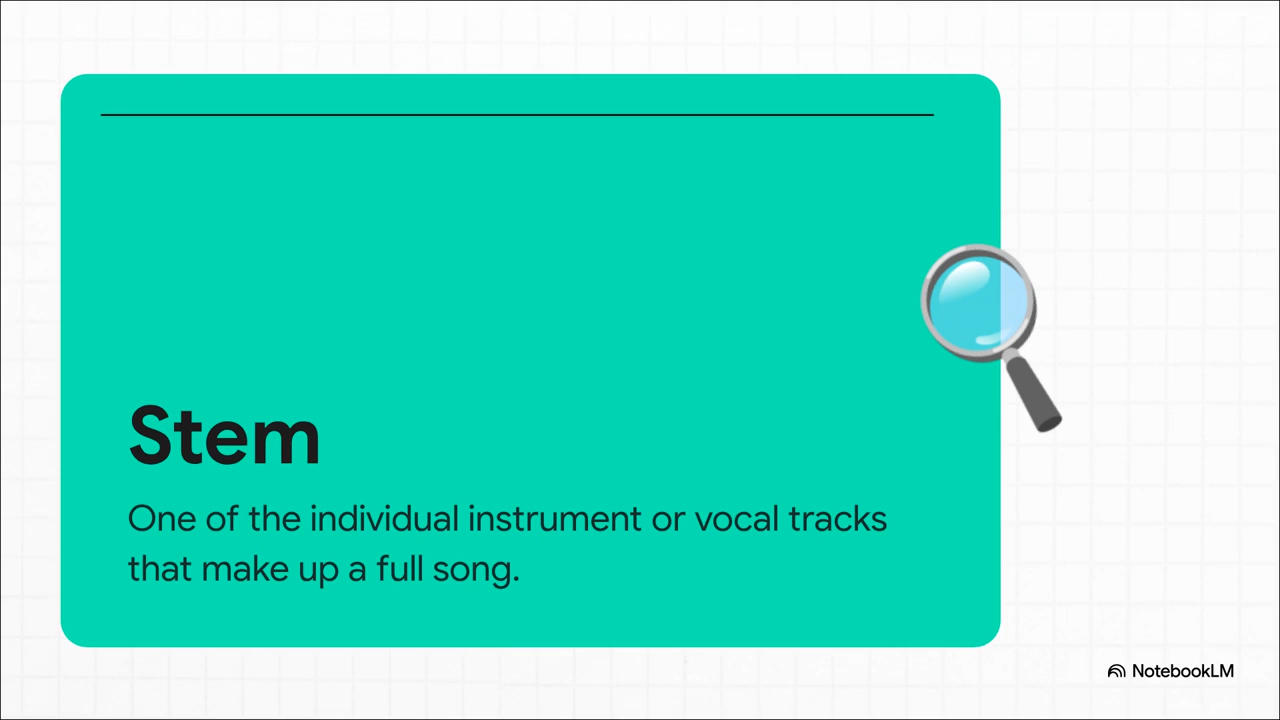 Stem
One of the individual instrument or vocal tracks
that make up a full song.
NotebookLM